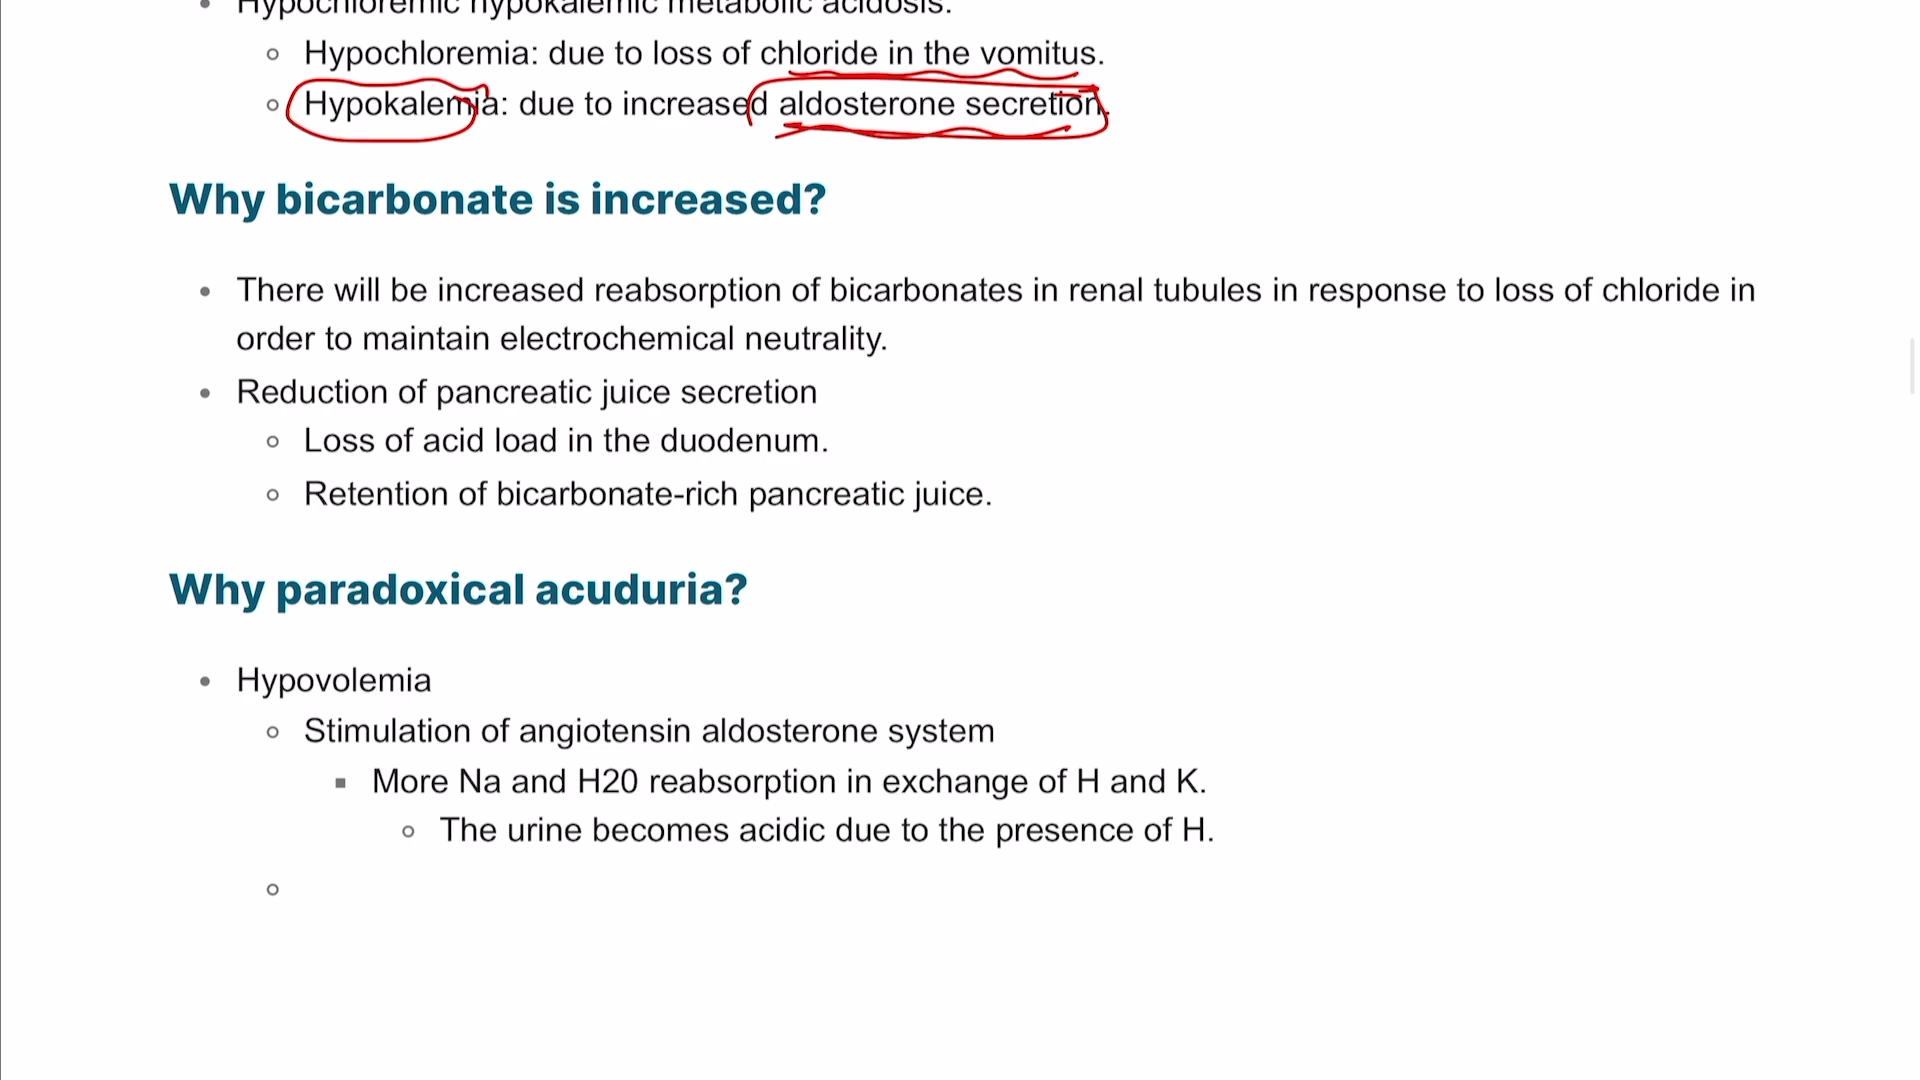 Hypochloremic hypokalemic metabolic acidosis.
Hypochloremia: due to loss of chloride in the vomitus.
Hypokalemia: due to increased aldosterone secretion.
Why bicarbonate is increased?
There will be increased reabsorption of bicarbonates in renal tubules in response to loss of chloride in
order to maintain electrochemical neutrality.
Reduction of pancreatic juice secretion
Loss of acid load in the duodenum.
Retention of bicarbonate-rich pancreatic juice.
Why paradoxical acuduria?
Hypovolemia
Stimulation of angiotensin aldosterone system
More Na and H20 reabsorption in exchange of H and K.
The urine becomes acidic due to the presence of H.